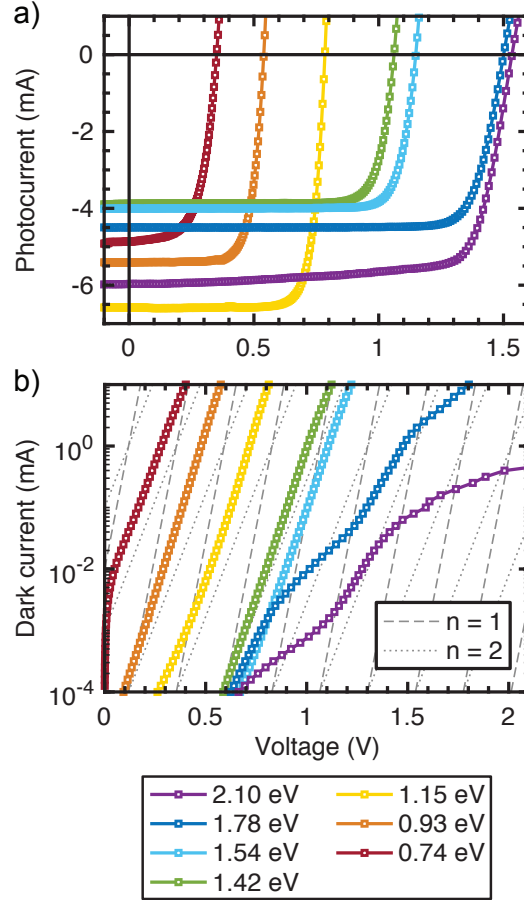 a)
0
-2
-4
-6
Photocurrent (mA)
0
0.5
1
1.5
b)
10^0
10^-2
10^-4
Dark current (mA)
n = 1
n = 2
0
0.5
1
1.5
2
Voltage (V)
2.10 eV
1.15 eV
1.78 eV
0.93 eV
1.54 eV
0.74 eV
1.42 eV